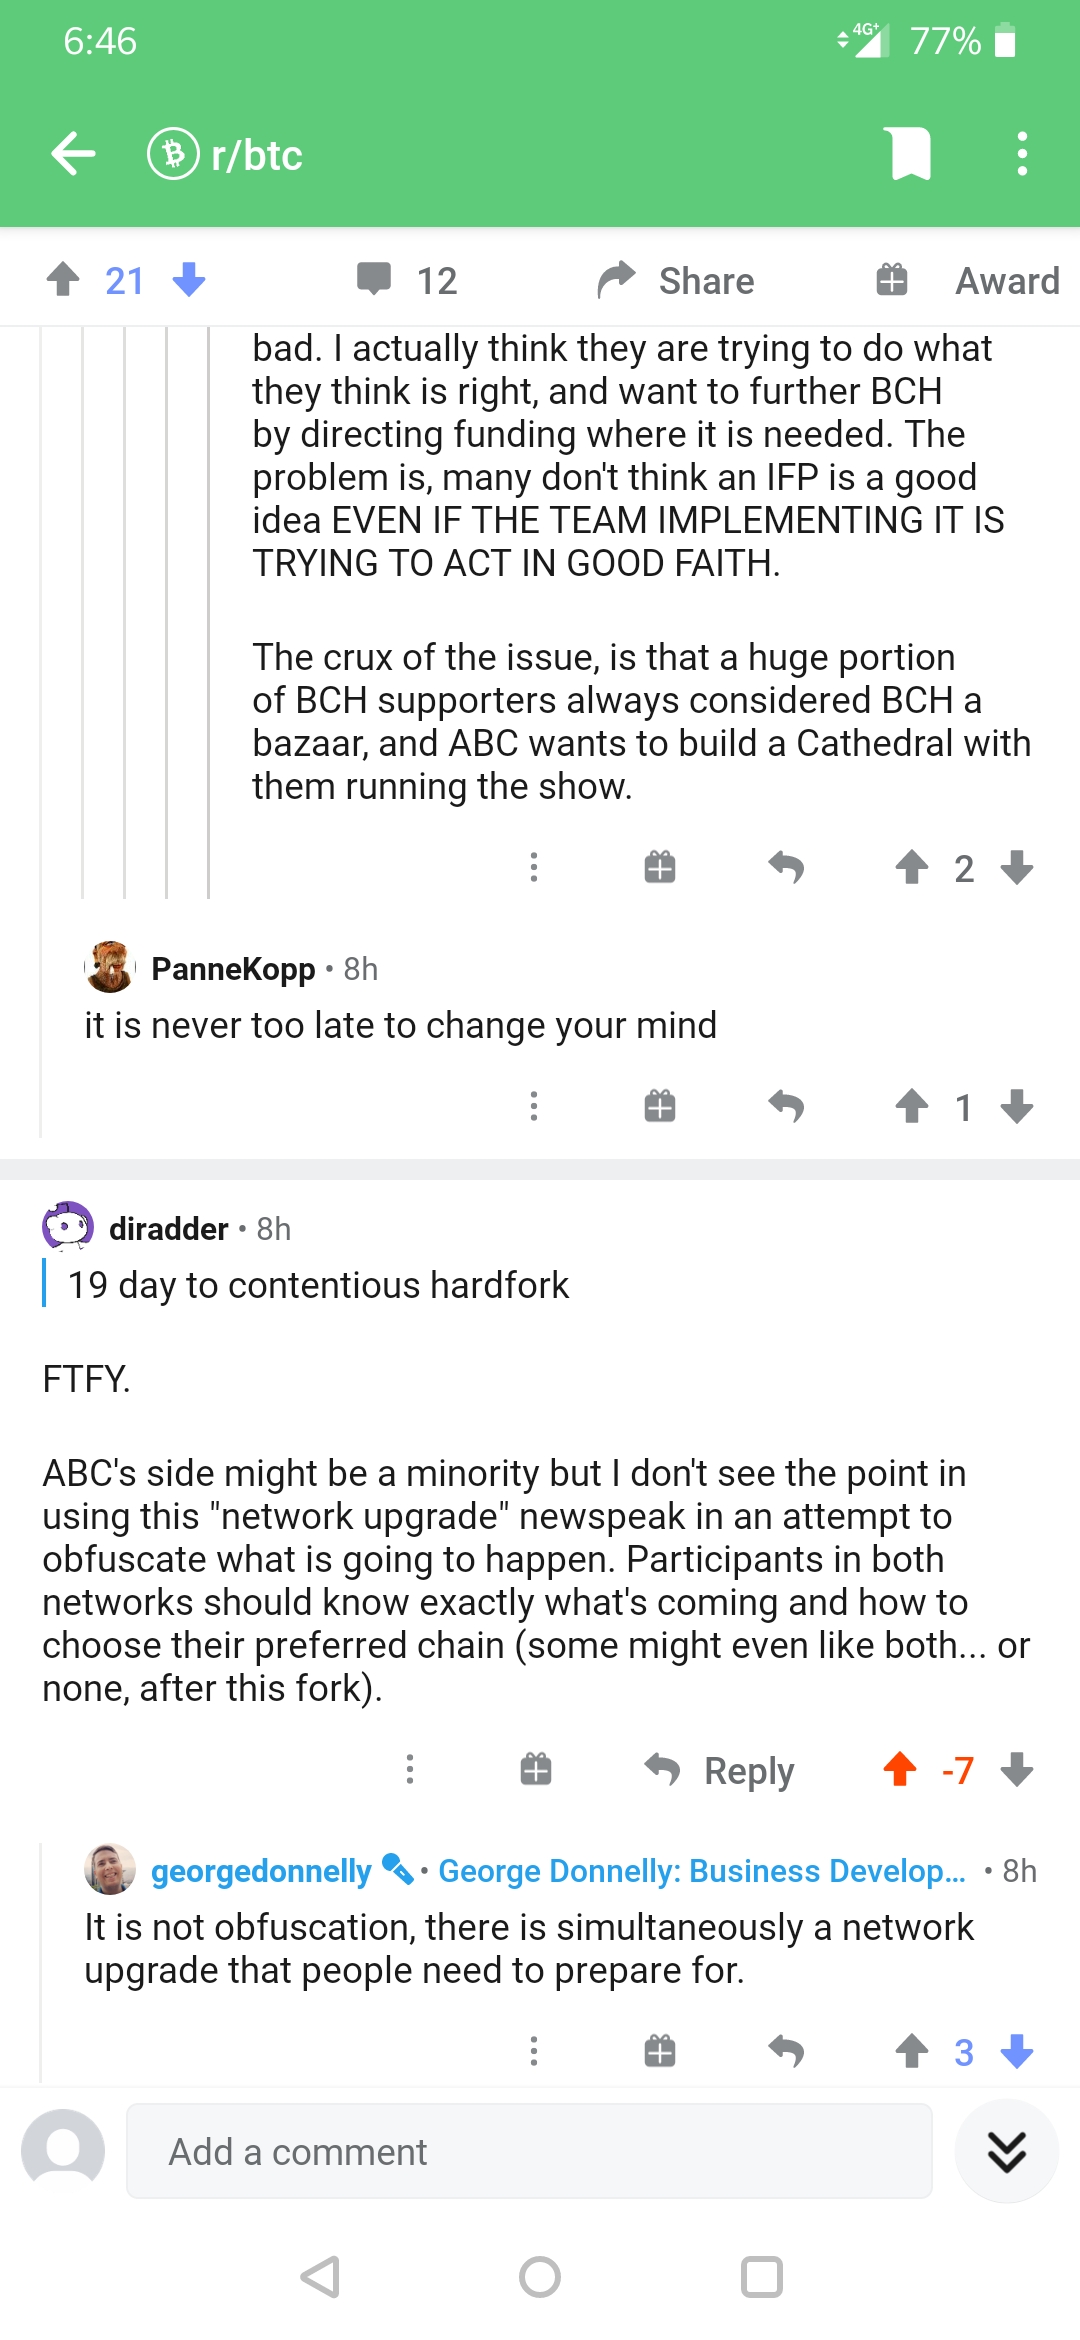 6:46
4G+
77%
r/btc
21
12
Share
Award
bad. I actually think they are trying to do what
they think is right, and want to further BCH
by directing funding where it is needed. The
problem is, many don't think an IFP is a good
idea EVEN IF THE TEAM IMPLEMENTING IT IS
TRYING TO ACT IN GOOD FAITH.
The crux of the issue, is that a huge portion
of BCH supporters always considered BCH a
bazaar, and ABC wants to build a Cathedral with
them running the show.
2
PanneKopp • 8h
it is never too late to change your mind
1
diradder • 8h
19 day to contentious hardfork
FTFY.
ABC's side might be a minority but I don't see the point in
using this "network upgrade" newspeak in an attempt to
obfuscate what is going to happen. Participants in both
networks should know exactly what's coming and how to
choose their preferred chain (some might even like both... or
none, after this fork).
Reply
-7
georgedonnelly • George Donnelly: Business Develop... • 8h
It is not obfuscation, there is simultaneously a network
upgrade that people need to prepare for.
3
Add a comment